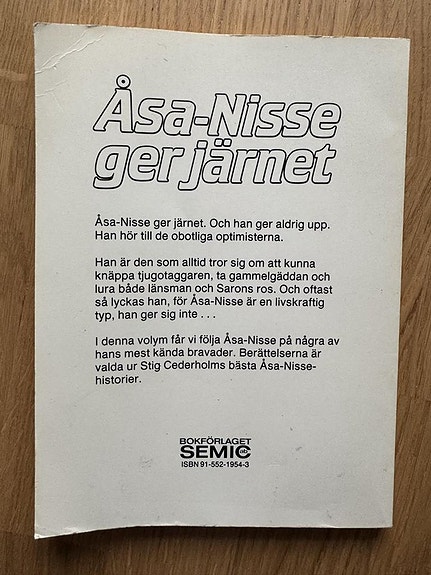 Åsa-Nisse
ger järnet
Åsa-Nisse ger järnet. Och han ger aldrig upp.
Han hör till de obotliga optimisterna.
Han är den som alltid tror sig om att kunna
knäppa tjugotaggaren, ta gammelgäddan och
lura både länsman och Sarons ros. Och oftast
så lyckas han, för Åsa-Nisse är en livskraftig
typ, han ger sig inte . . .
I denna volym får vi följa Åsa-Nisse på några av
hans mest kända bravader. Berättelserna är
valda ur Stig Cederholms bästa Åsa-Nisse-
historier.
BOKFÖRLAGET
SEMIC ab
ISBN 91-552-1954-3